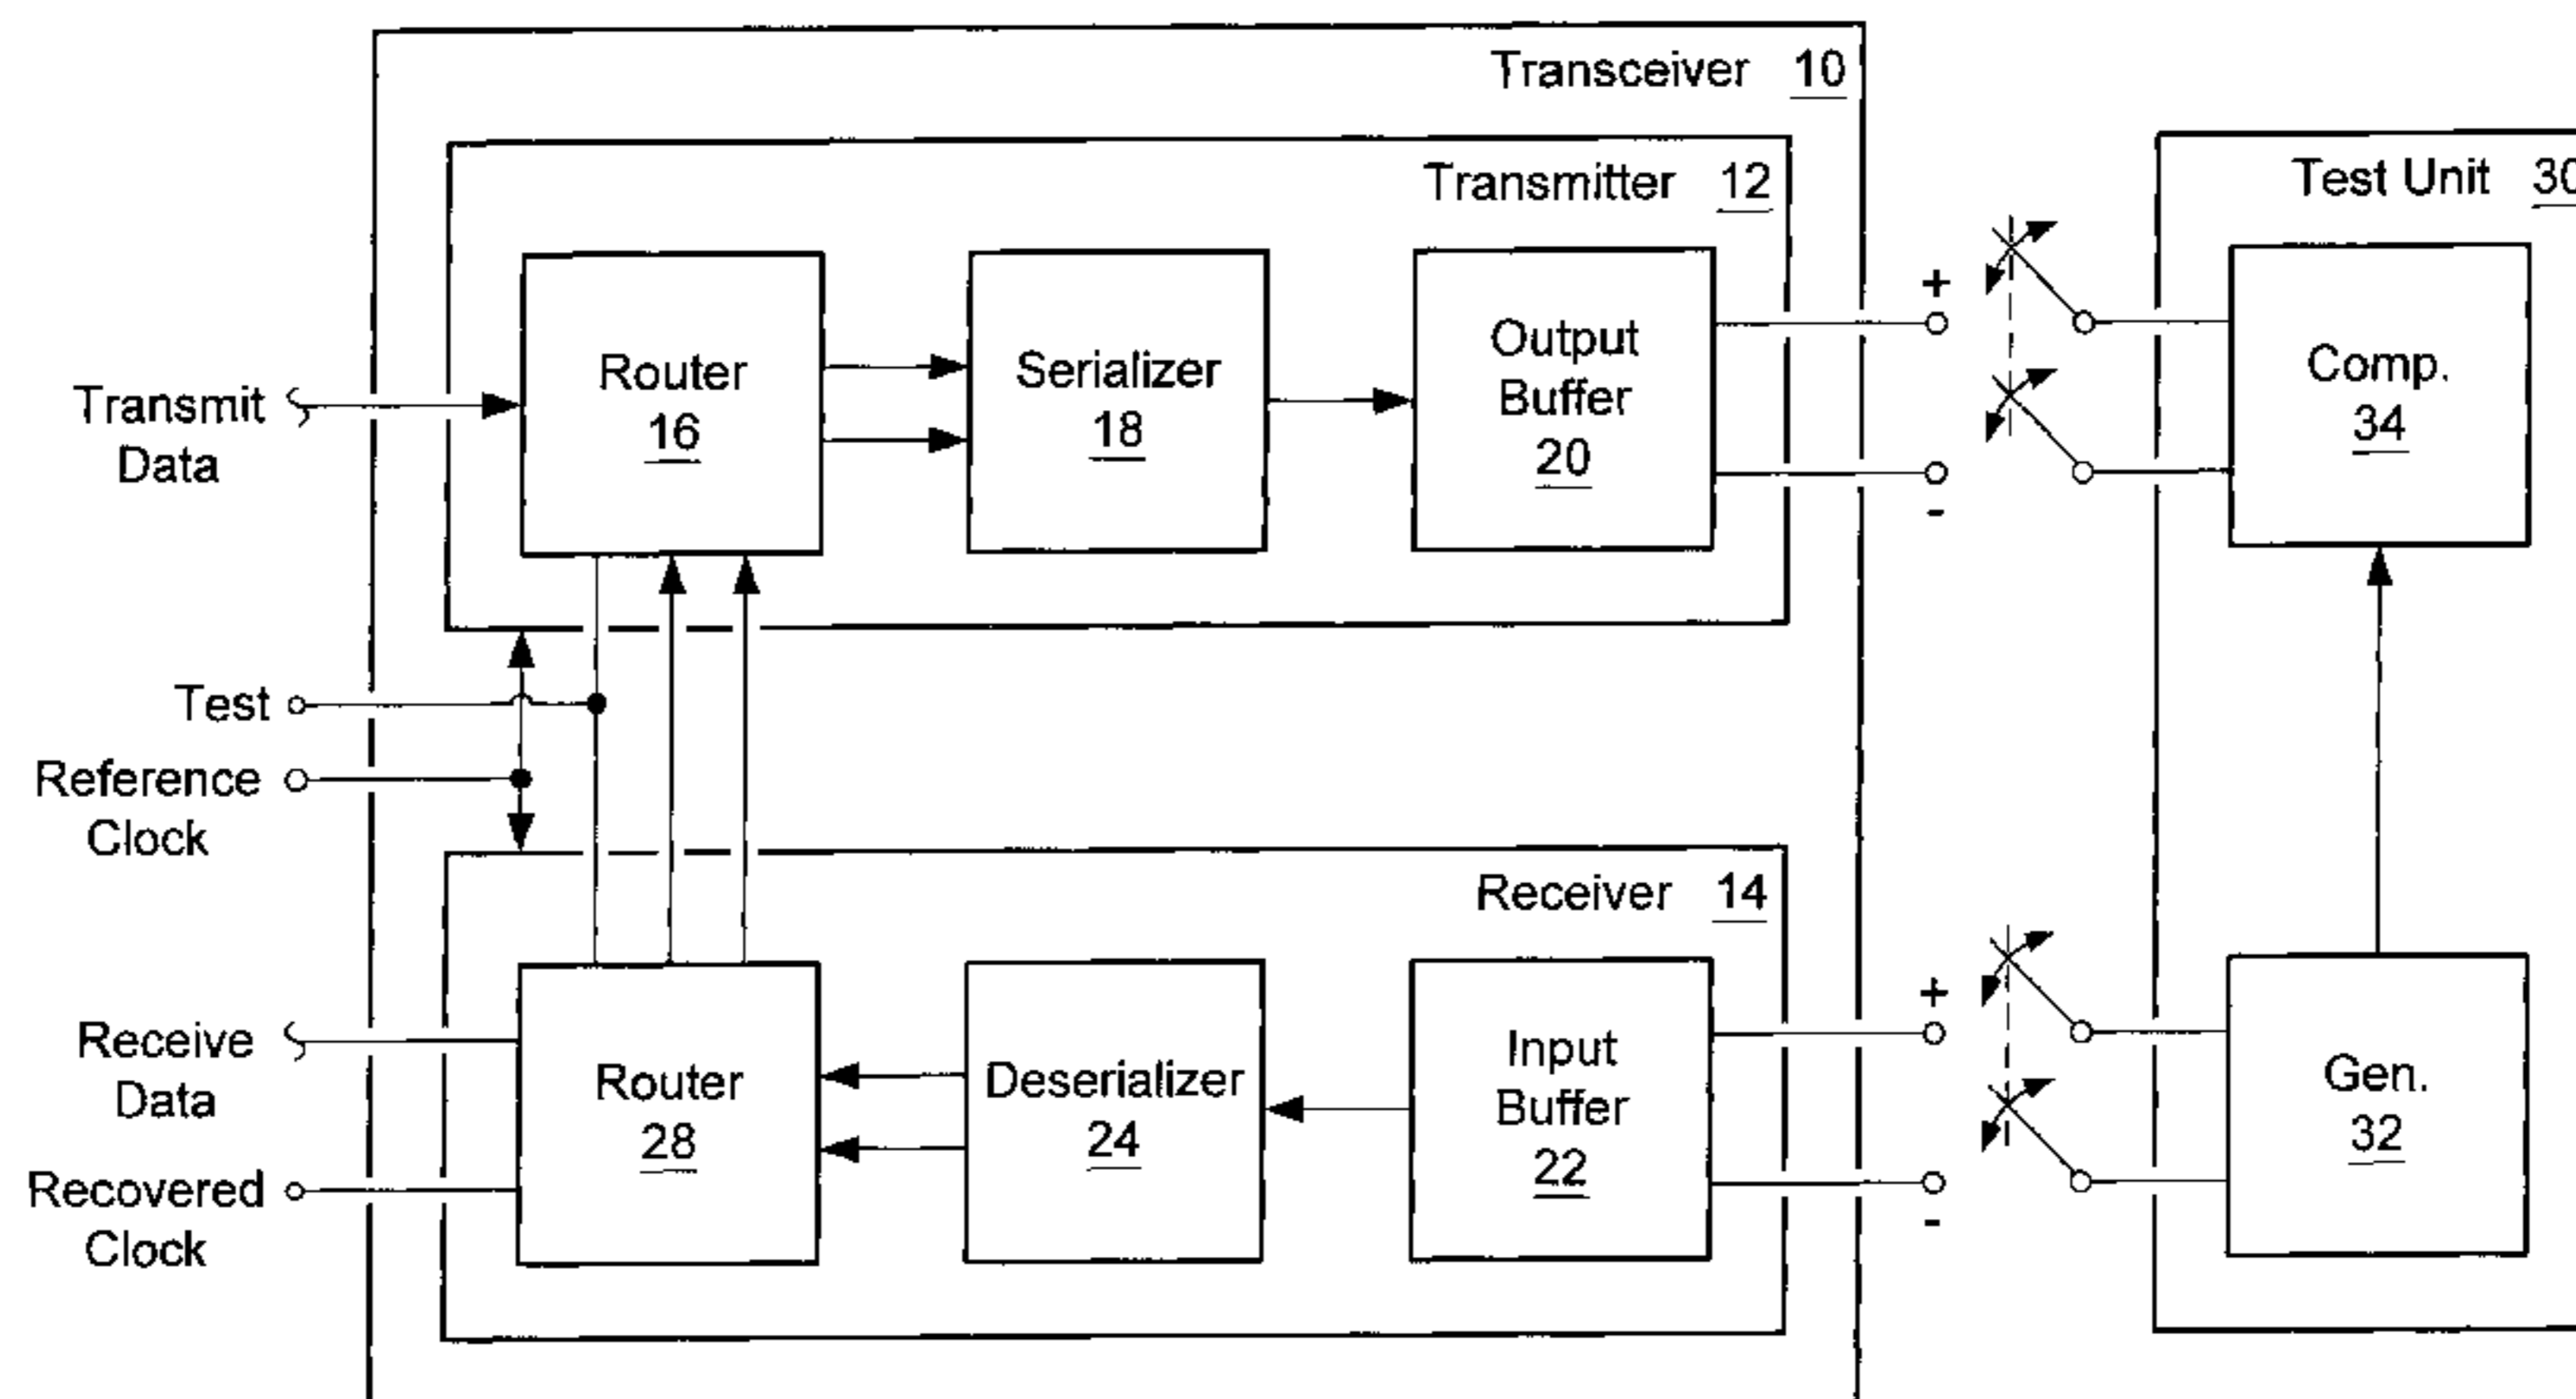 Transceiver 10
Transmitter 12
Test Unit 30
Router
16
Serializer
18
Output
Buffer
20
+
-
Comp.
34
Transmit
Data
Test
Reference
Clock
Receiver 14
Router
28
Deserializer
24
Input
Buffer
22
+
-
Gen.
32
Receive
Data
Recovered
Clock